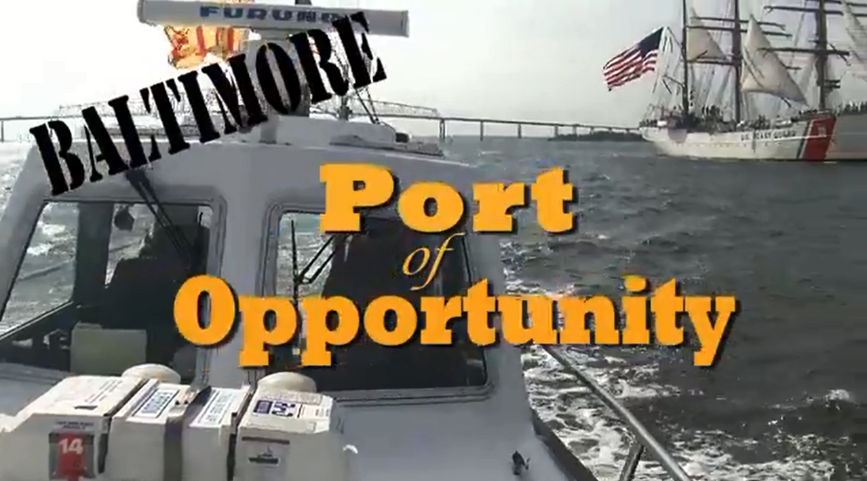 FURUNO
BALTIMORE
U.S. COAST GUARD
Port
of
Opportunity
14